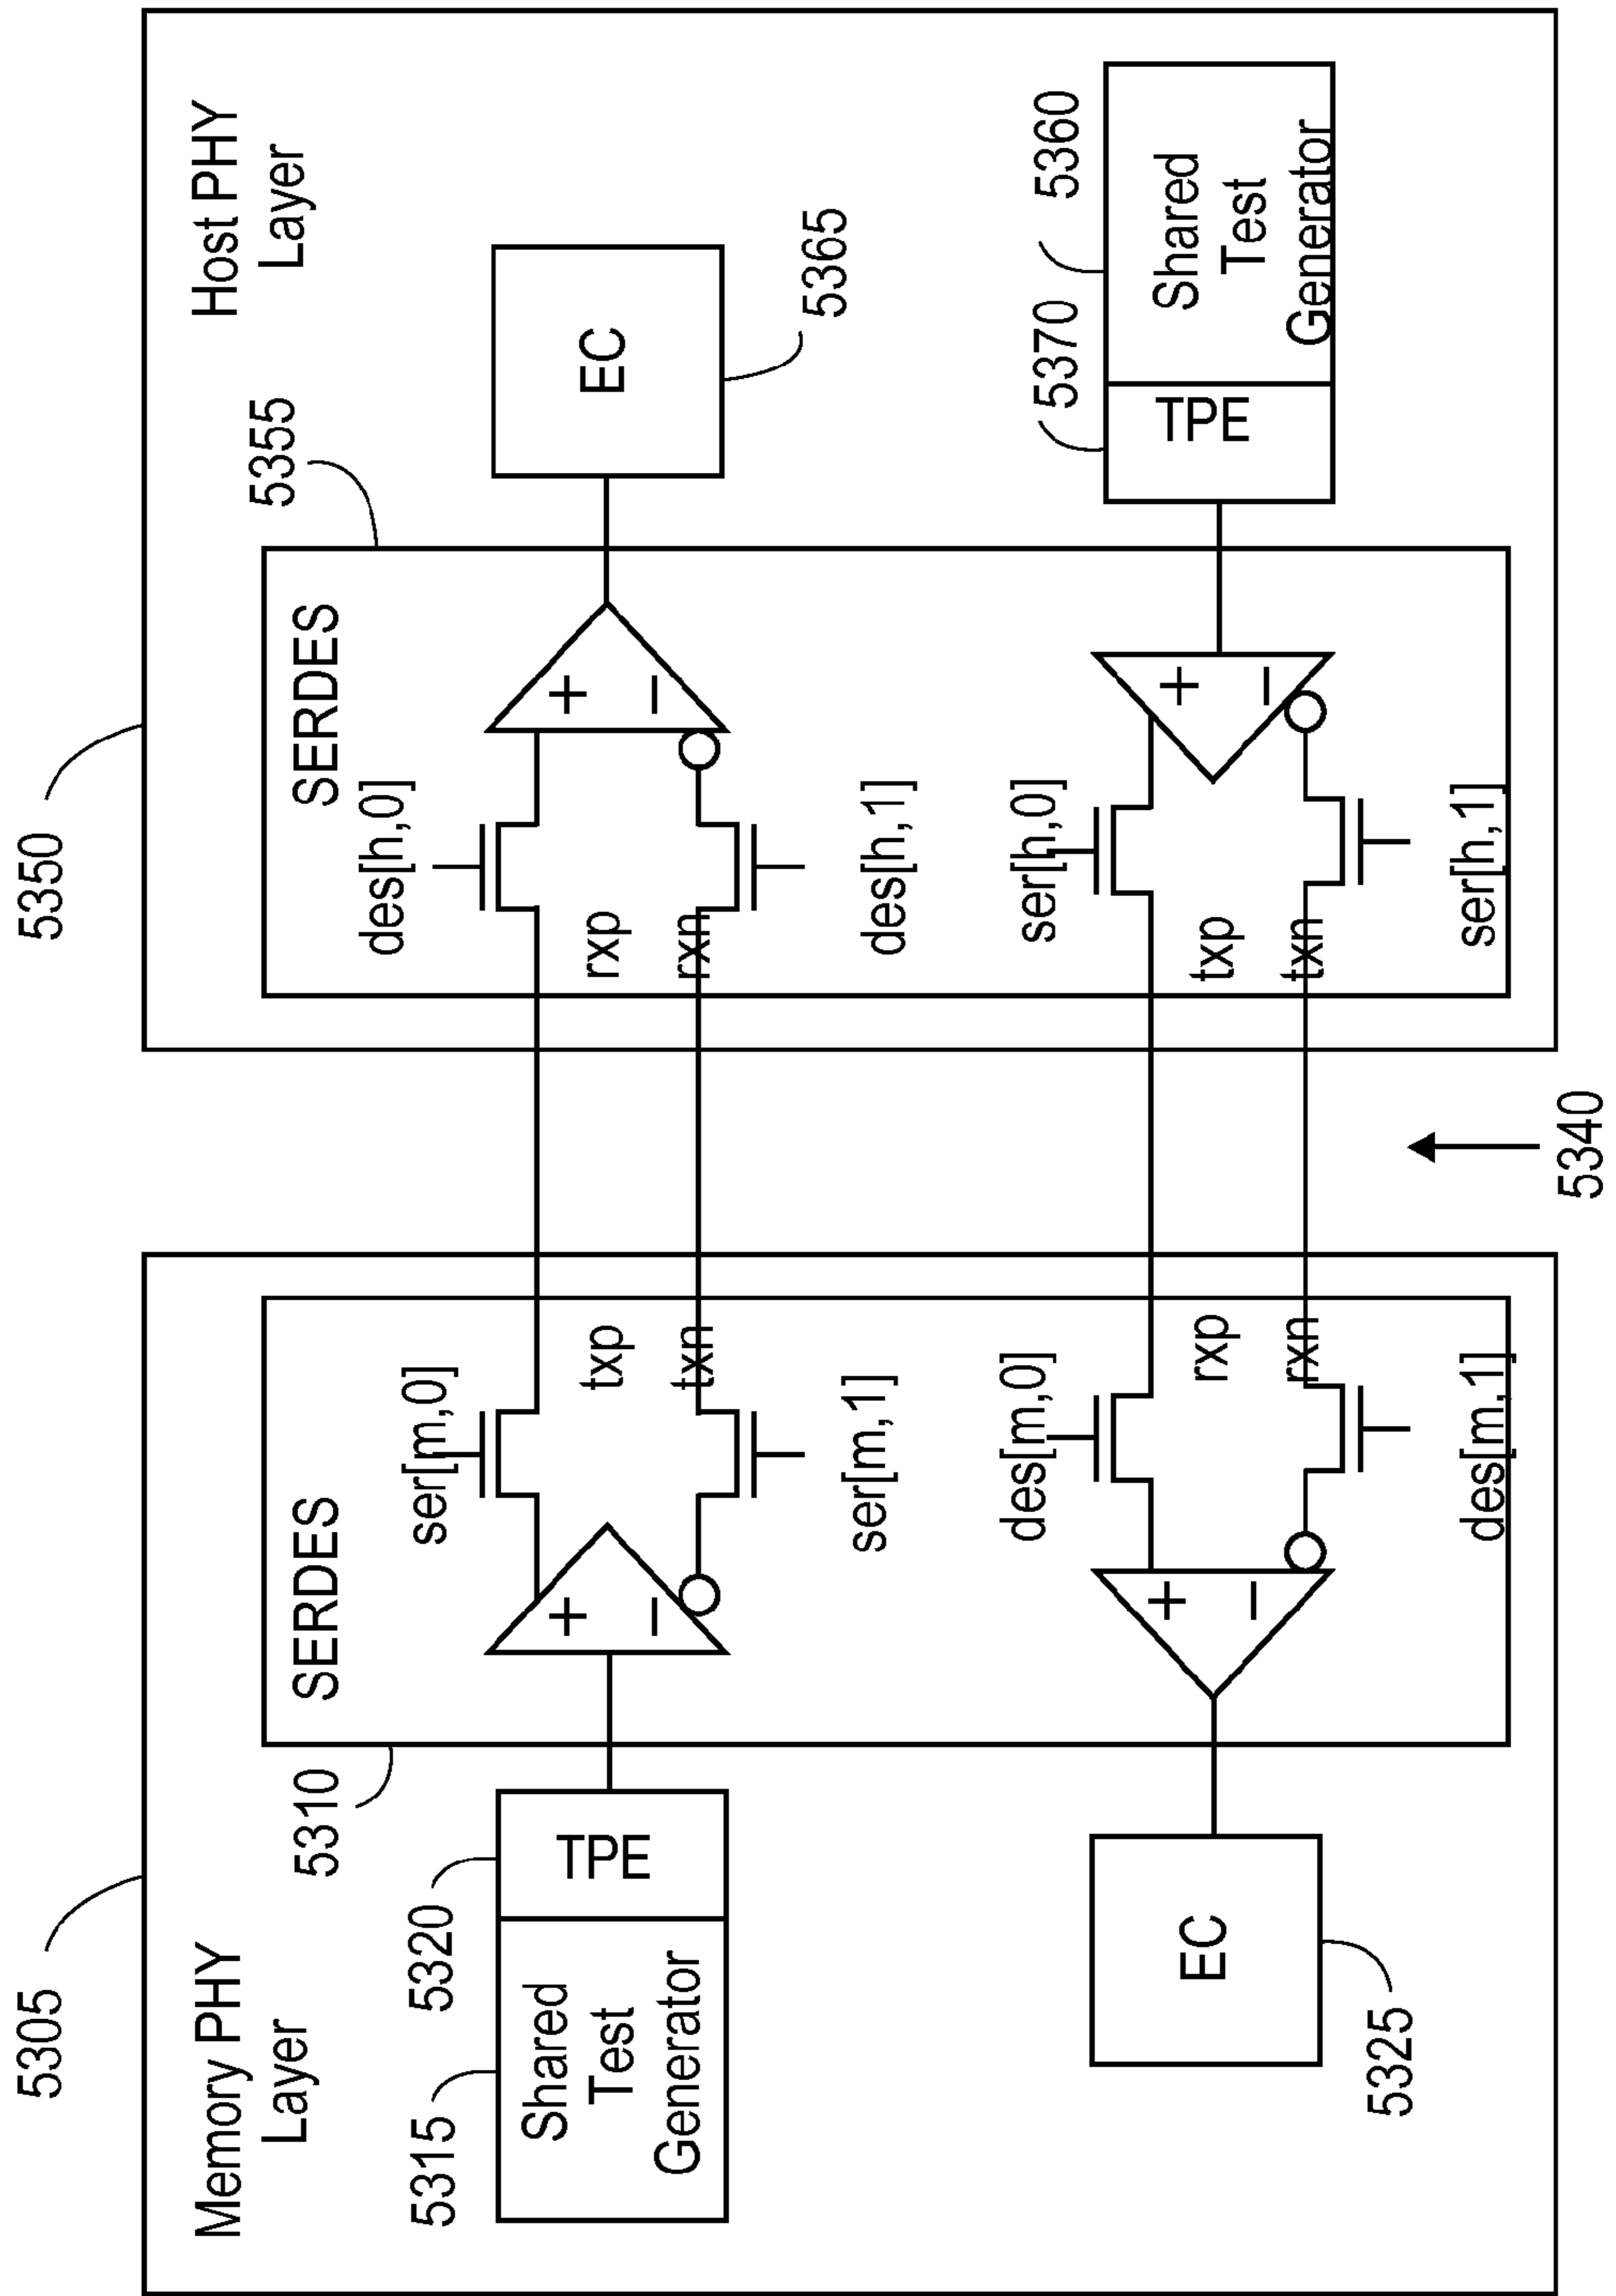 5305
Memory PHY
Layer
5315
5320
Shared
Test
Generator
TPE
5310
SERDES
ser[m,0]
txp
txn
ser[m,1]
des[m,0]
rxp
rxn
des[m,1]
EC
5325
5340
5350
Host PHY
Layer
5355
SERDES
des[h,0]
rxp
rxn
des[h,1]
EC
5365
ser[h,0]
txp
txn
ser[h,1]
5370
5360
TPE
Shared
Test
Generator